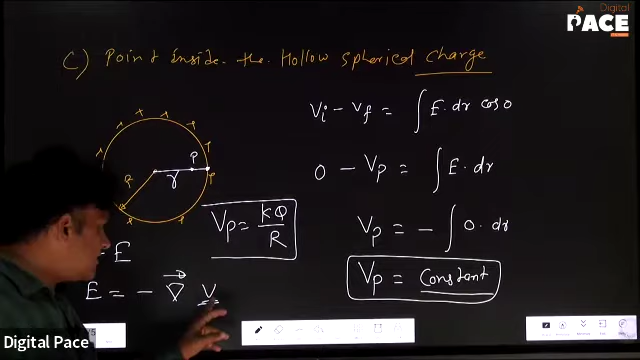 Digital
PACE
C) Point Inside the Hollow Spherical Charge
Vi - Vf = ∫ E. dr cos0
0 - Vp = ∫ E. dr
Vp = - ∫ 0. dr
Vp = Constant
+ + + + + + + +
P
R
r
Vp = KQ/R
= E
E = - ∇⃗ V
Digital Pace